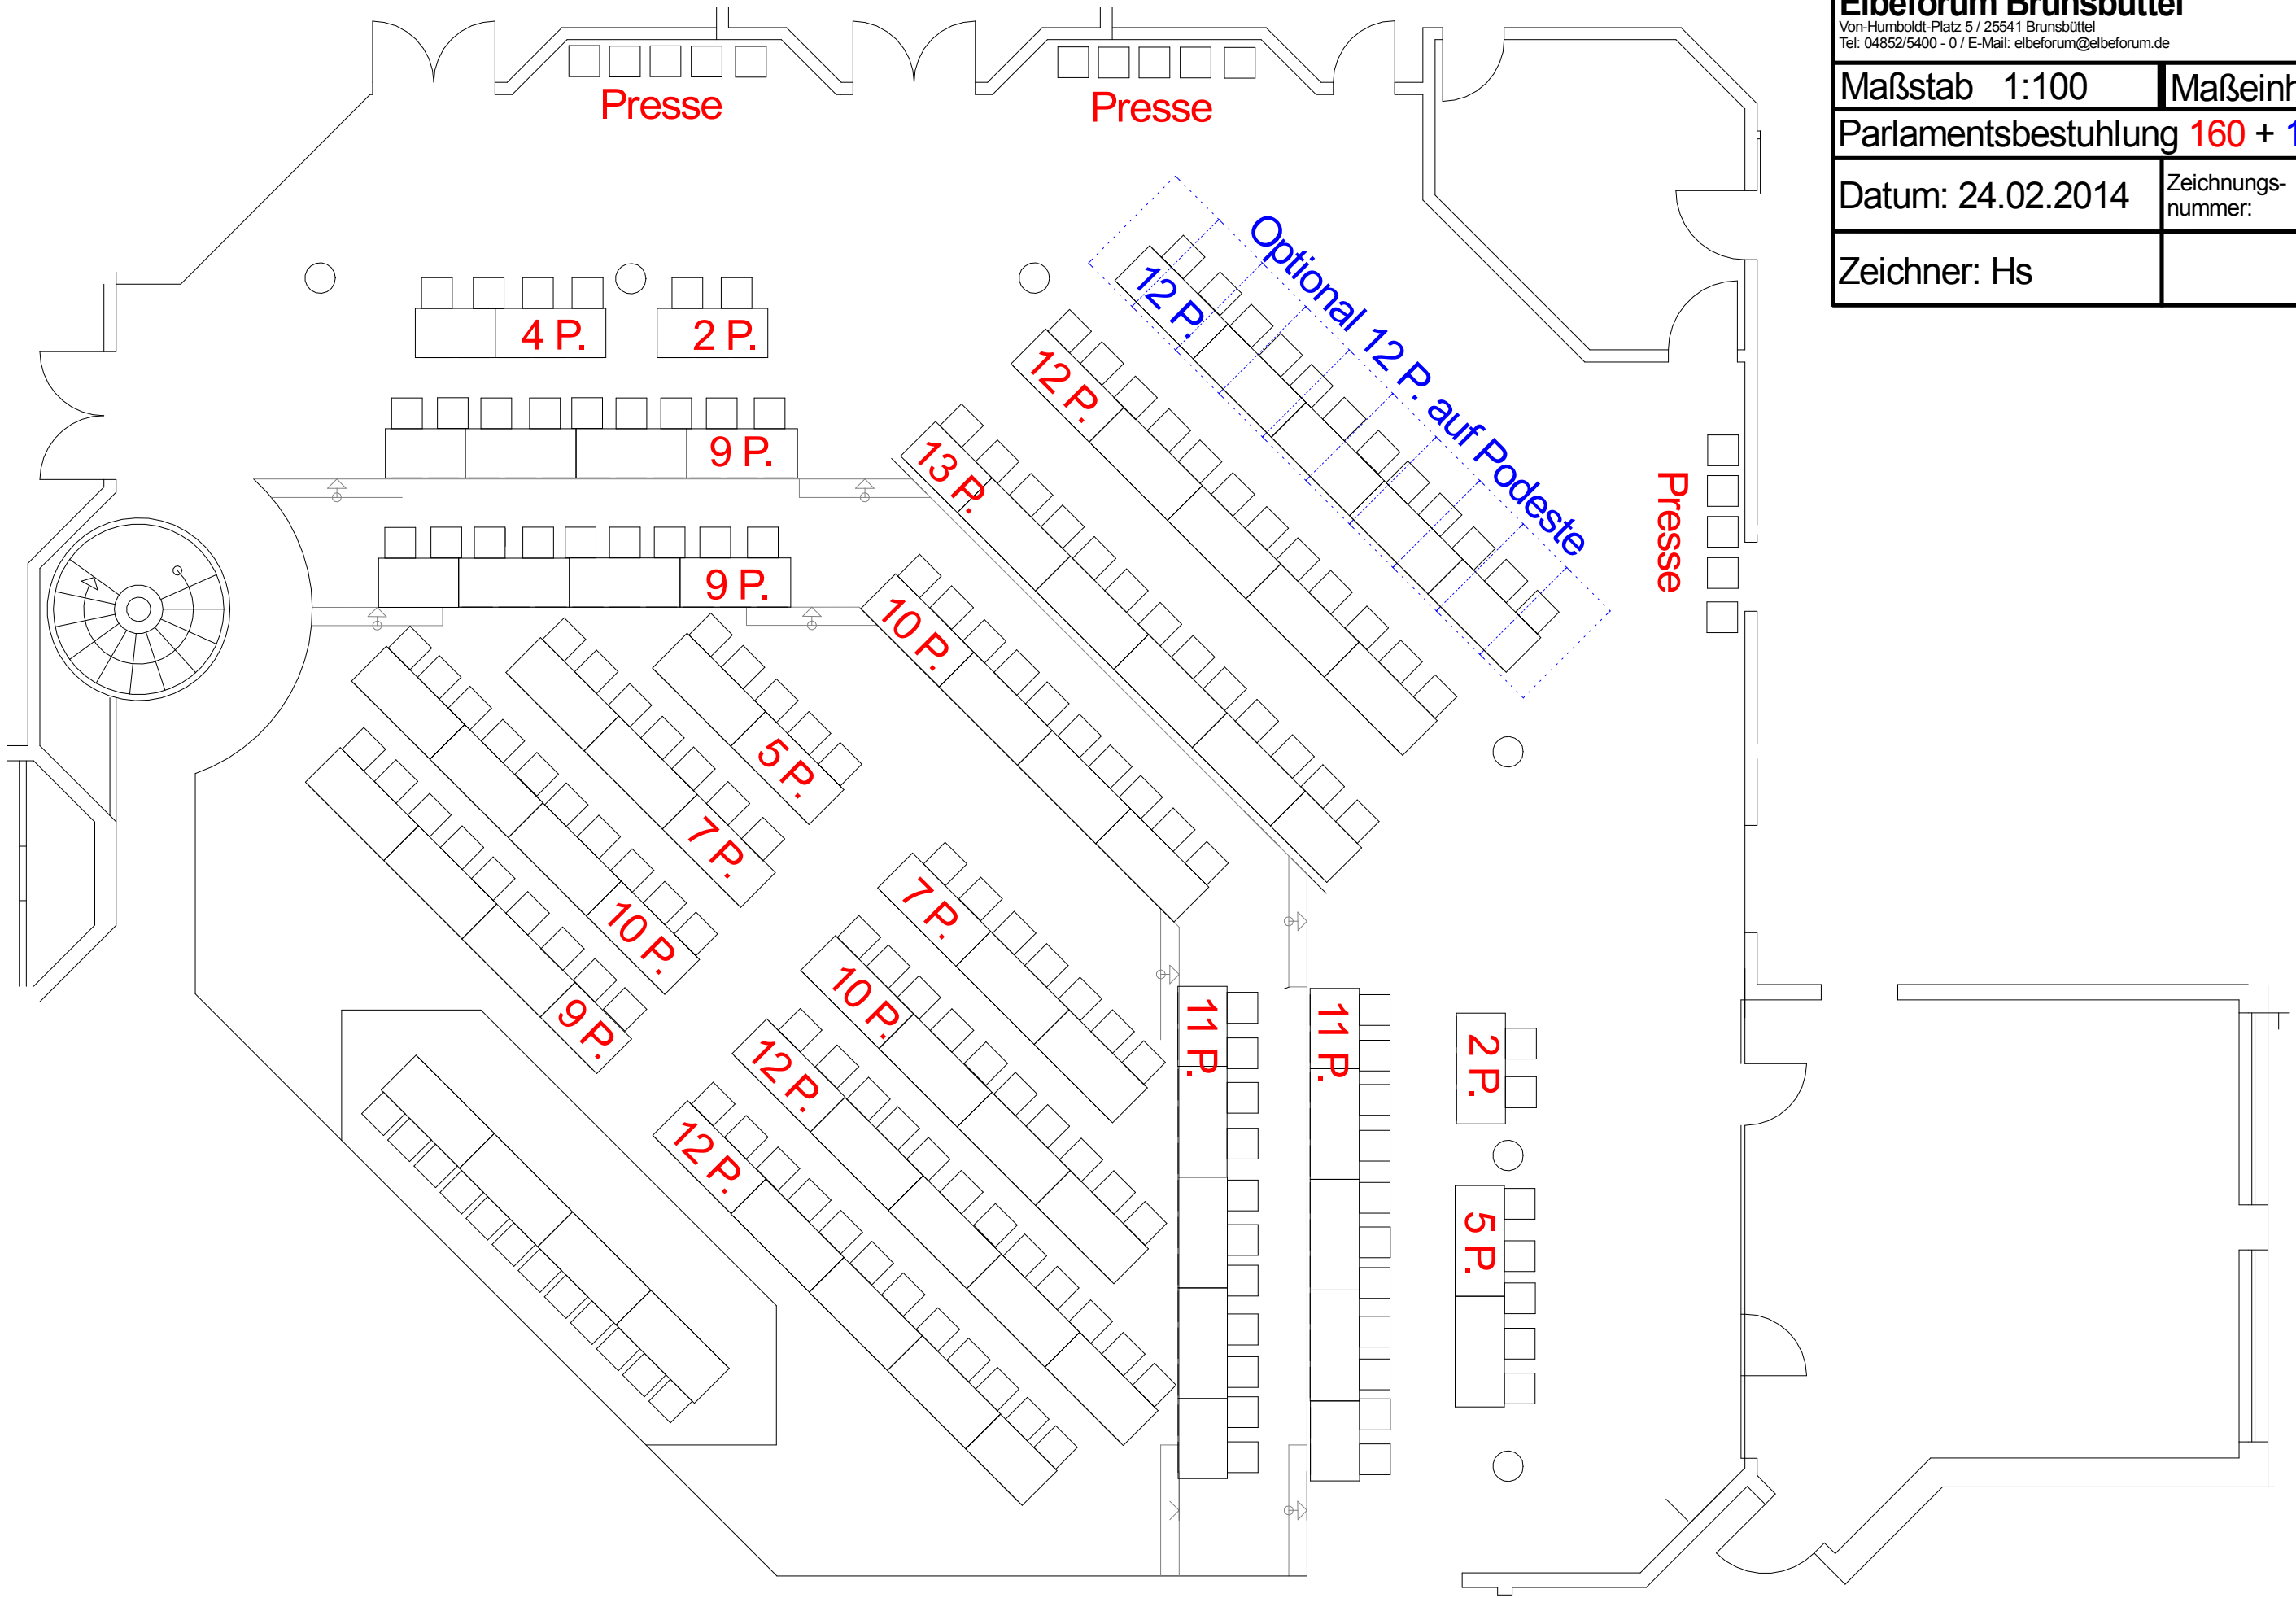 Elbeforum Brunsbüttel
Von-Humboldt-Platz 5 / 25541 Brunsbüttel
Tel: 04852/5400 - 0 / E-Mail: elbeforum@elbeforum.de
Maßstab 1:100
Maßeinh
Parlamentsbestuhlung 160 + 1
Datum: 24.02.2014
Zeichnungs-
nummer:
Zeichner: Hs
Presse
Presse
Optional 12 P. auf Podeste
12 P.
4 P.
2 P.
12 P.
9 P.
13 P.
Presse
9 P.
10 P.
5 P.
7 P.
7 P.
10 P.
9 P.
10 P.
11 P.
11 P.
2 P.
12 P.
12 P.
5 P.